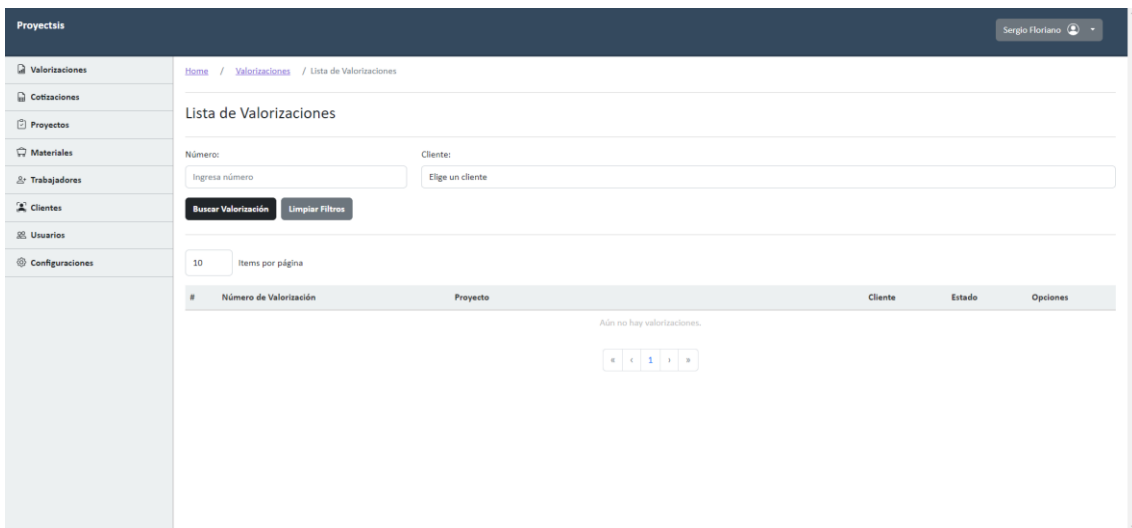 Proyectsis
Sergio Floriano
Valorizaciones
Cotizaciones
Proyectos
Materiales
Trabajadores
Clientes
Usuarios
Configuraciones
Home / Valorizaciones / Lista de Valorizaciones
Lista de Valorizaciones
Número: Cliente:
Ingresa número Elige un cliente
Buscar Valorización Limpiar Filtros
10 Items por página
# Número de Valorización Proyecto Cliente Estado Opciones
Aún no hay valorizaciones.
« ‹ 1 › »